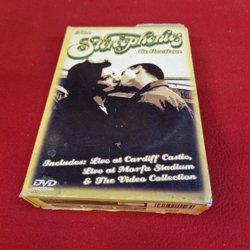 The
Stereophonics
Collection
Includes: Live at Cardiff Castle,
Live at Morfa Stadium
& The Video Collection
DVD